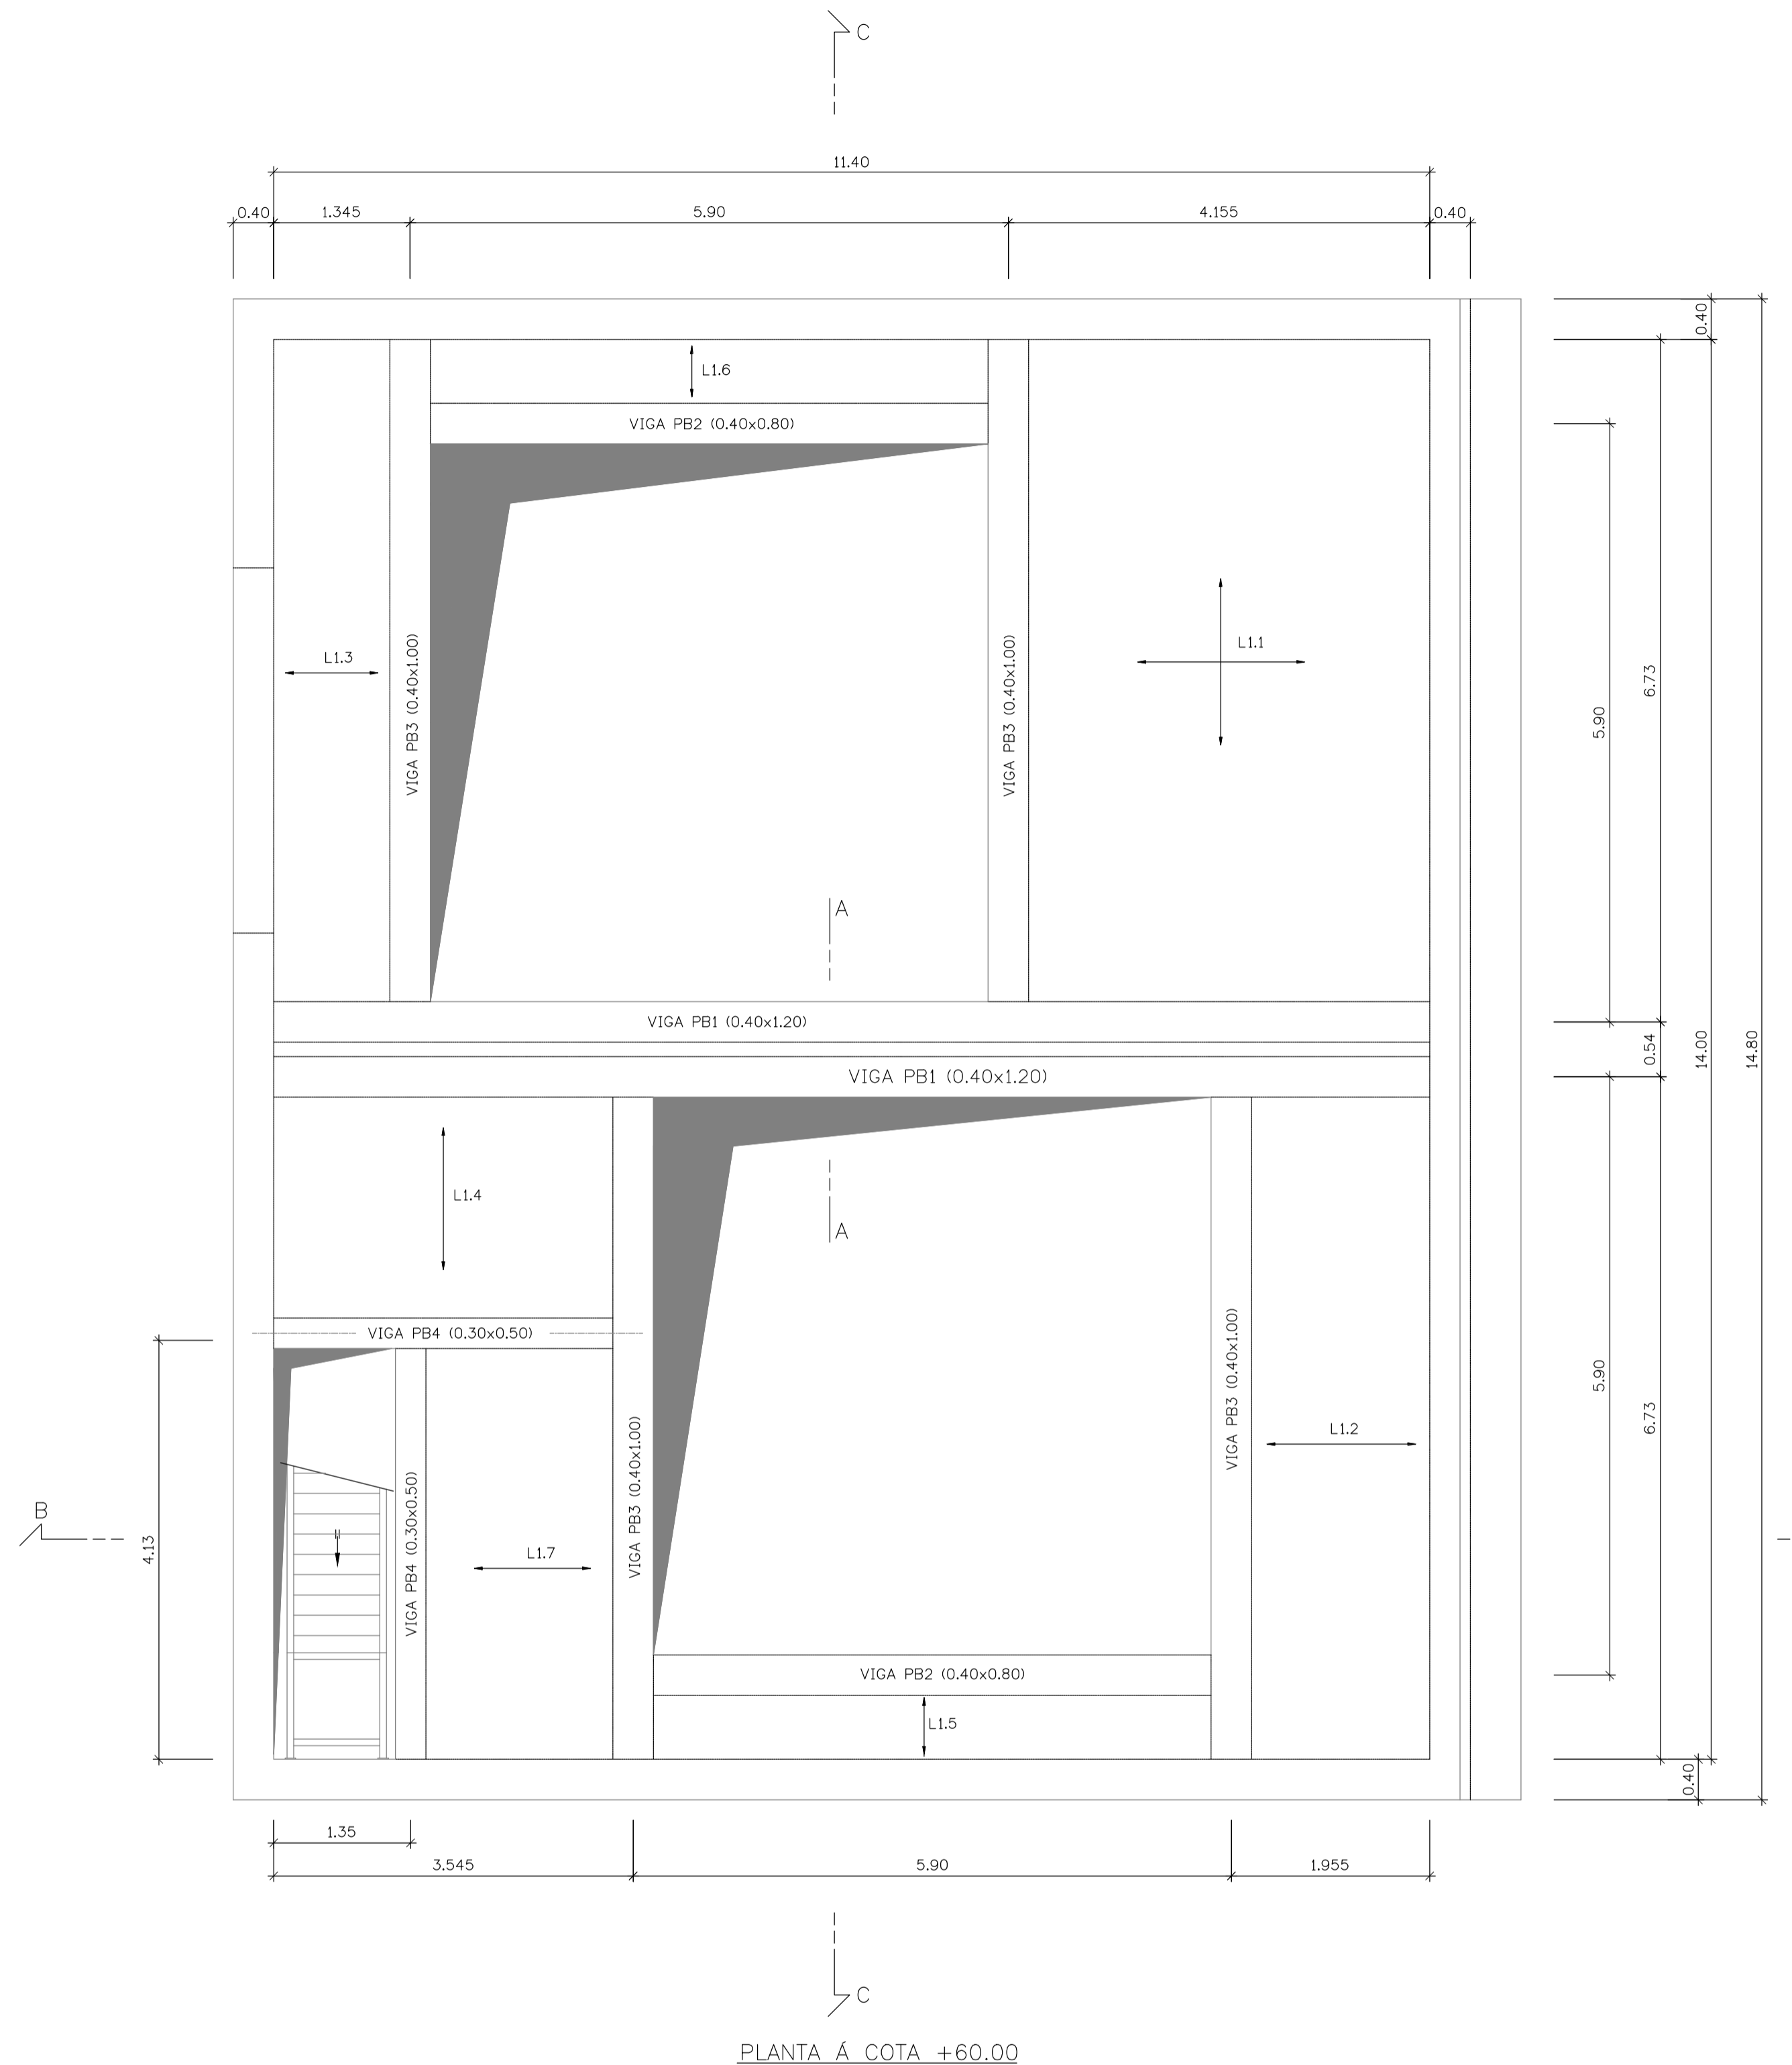 C
11.40
0.40
1.345
5.90
4.155
0.40
0.40
L1.6
VIGA PB2 (0.40x0.80)
L1.3
VIGA PB3 (0.40x1.00)
VIGA PB3 (0.40x1.00)
L1.1
5.90
6.73
A
VIGA PB1 (0.40x1.20)
0.54
14.00
14.80
VIGA PB1 (0.40x1.20)
L1.4
A
VIGA PB4 (0.30x0.50)
VIGA PB3 (0.40x1.00)
VIGA PB3 (0.40x1.00)
5.90
6.73
L1.2
B
4.13
VIGA PB4 (0.30x0.50)
L1.7
VIGA PB2 (0.40x0.80)
L1.5
0.40
1.35
3.545
5.90
1.955
C
PLANTA Á COTA +60.00